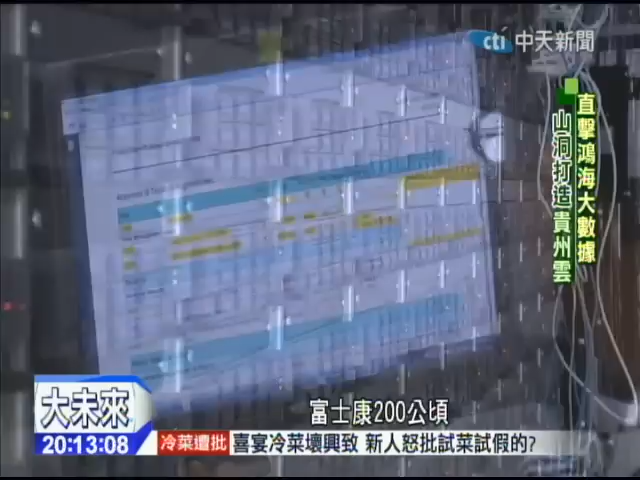 cti 中天新聞
直擊鴻海大數據
山洞打造貴州雲
富士康200公頃
大未來
20:13:08
冷菜遭批 喜宴冷菜壞興致 新人怒批試菜試假的?